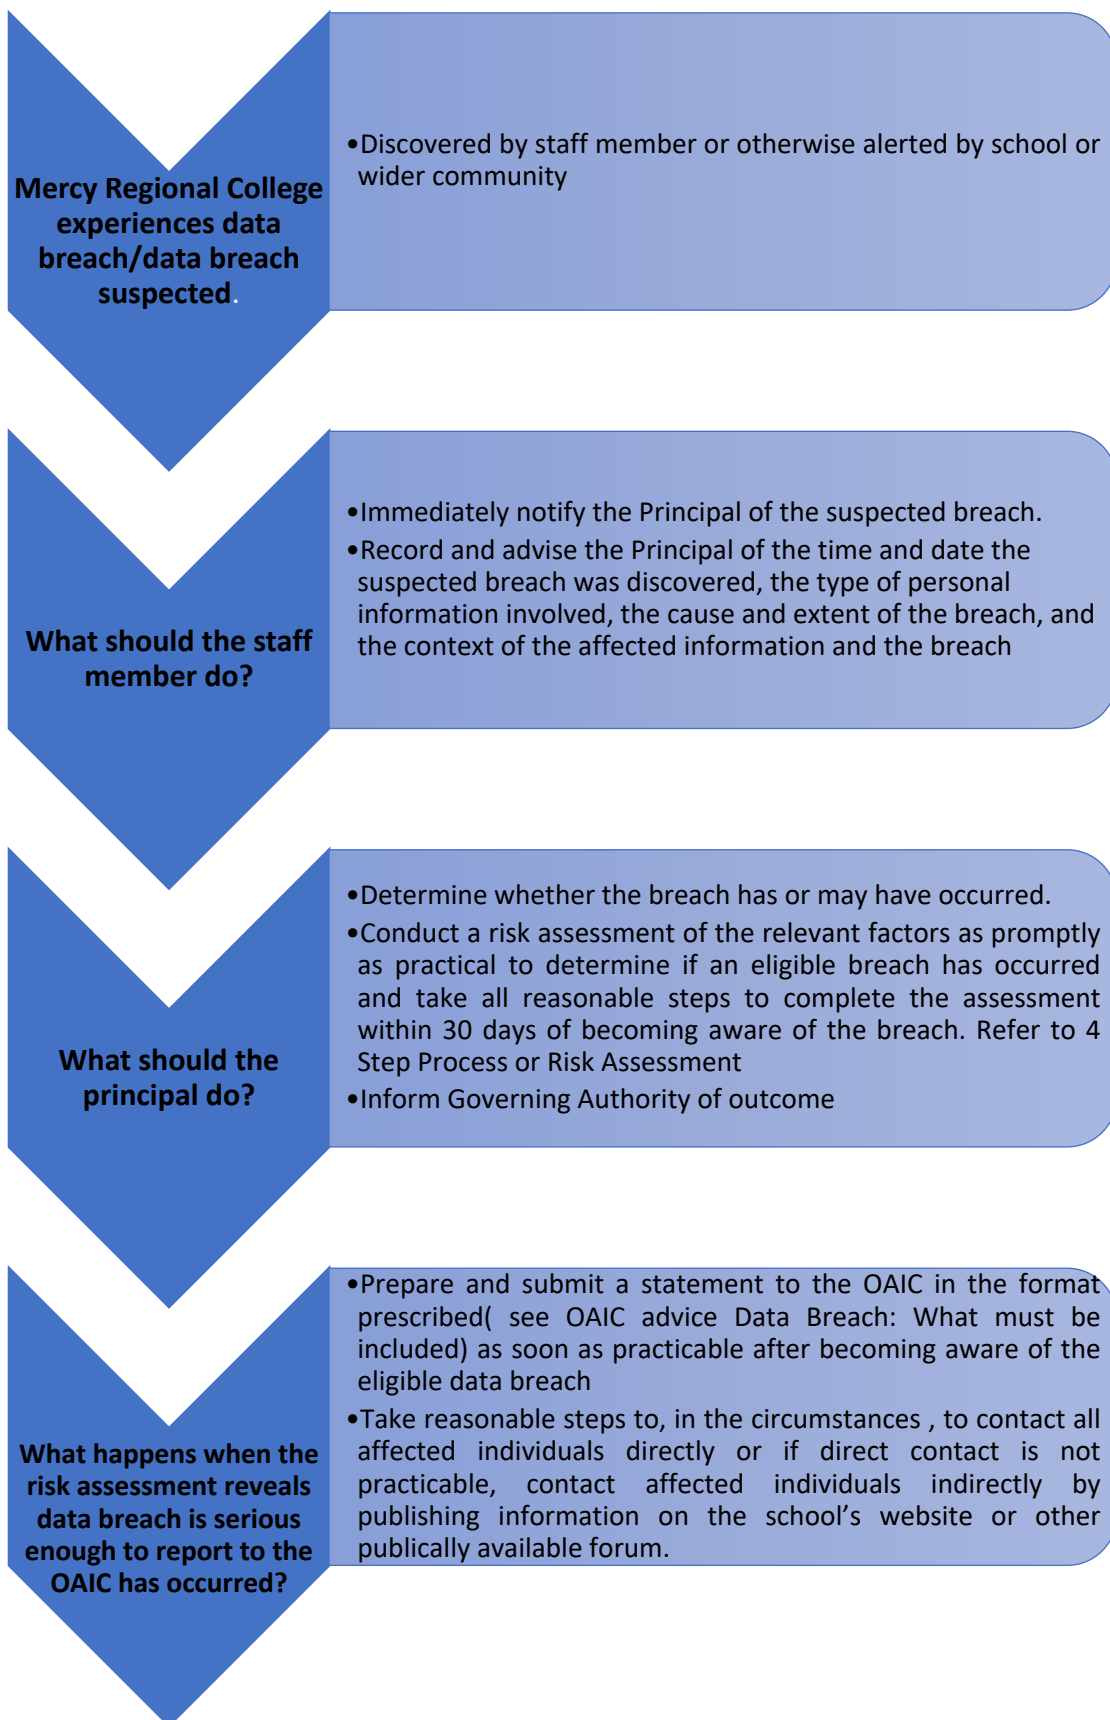 Mercy Regional College
experiences data
breach/data breach
suspected.
•Discovered by staff member or otherwise alerted by school or
wider community
What should the staff
member do?
•Immediately notify the Principal of the suspected breach.
•Record and advise the Principal of the time and date the
suspected breach was discovered, the type of personal
information involved, the cause and extent of the breach, and
the context of the affected information and the breach
What should the
principal do?
•Determine whether the breach has or may have occurred.
•Conduct a risk assessment of the relevant factors as promptly
as practical to determine if an eligible breach has occurred
and take all reasonable steps to complete the assessment
within 30 days of becoming aware of the breach. Refer to 4
Step Process or Risk Assessment
•Inform Governing Authority of outcome
What happens when the
risk assessment reveals
data breach is serious
enough to report to the
OAIC has occurred?
•Prepare and submit a statement to the OAIC in the format
prescribed( see OAIC advice Data Breach: What must be
included) as soon as practicable after becoming aware of the
eligible data breach
•Take reasonable steps to, in the circumstances , to contact all
affected individuals directly or if direct contact is not
practicable, contact affected individuals indirectly by
publishing information on the school’s website or other
publically available forum.